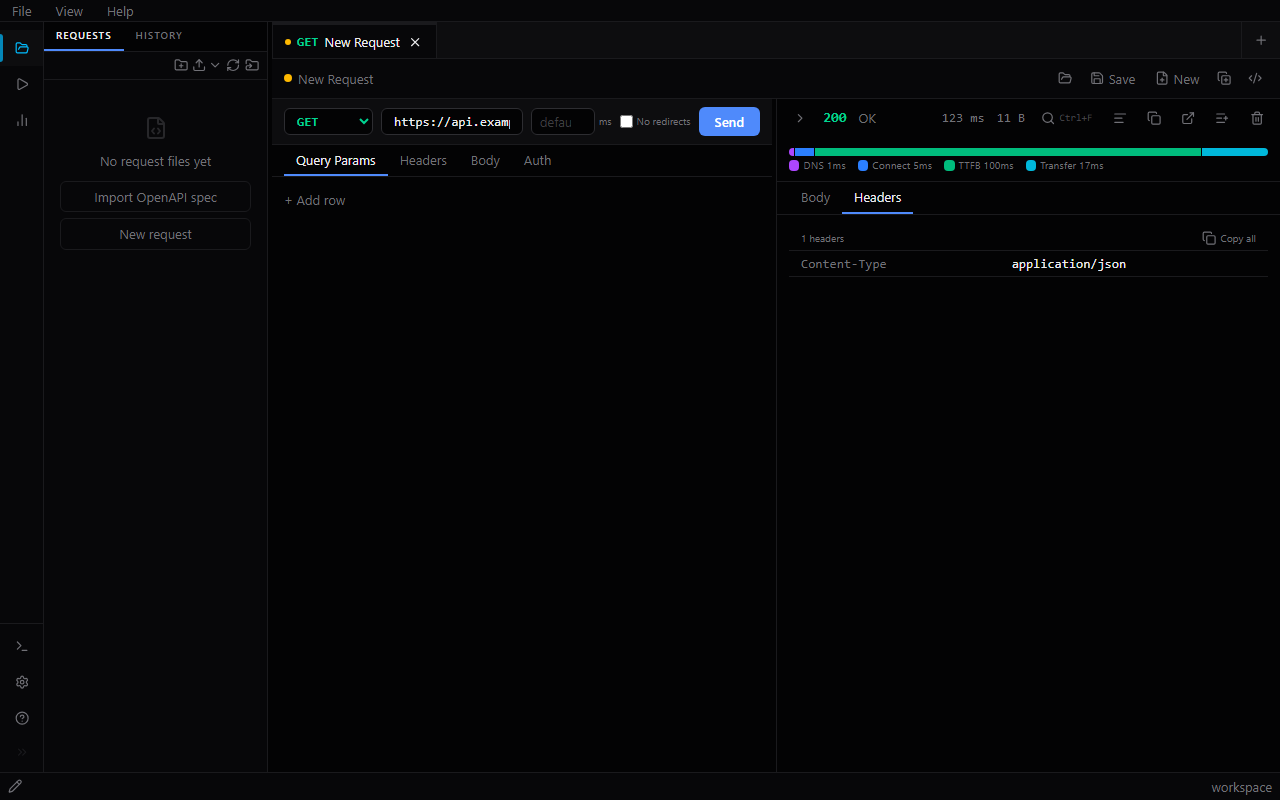 File View Help
REQUESTS HISTORY
GET New Request
New Request
Save
New
No request files yet
Import OpenAPI spec
New request
GET
https://api.exam
defau
ms
No redirects
Send
Query Params Headers Body Auth
+ Add row
200 OK
123 ms 11 B
Ctrl+F
DNS 1ms Connect 5ms TTFB 100ms Transfer 17ms
Body Headers
1 headers
Copy all
Content-Type application/json
workspace